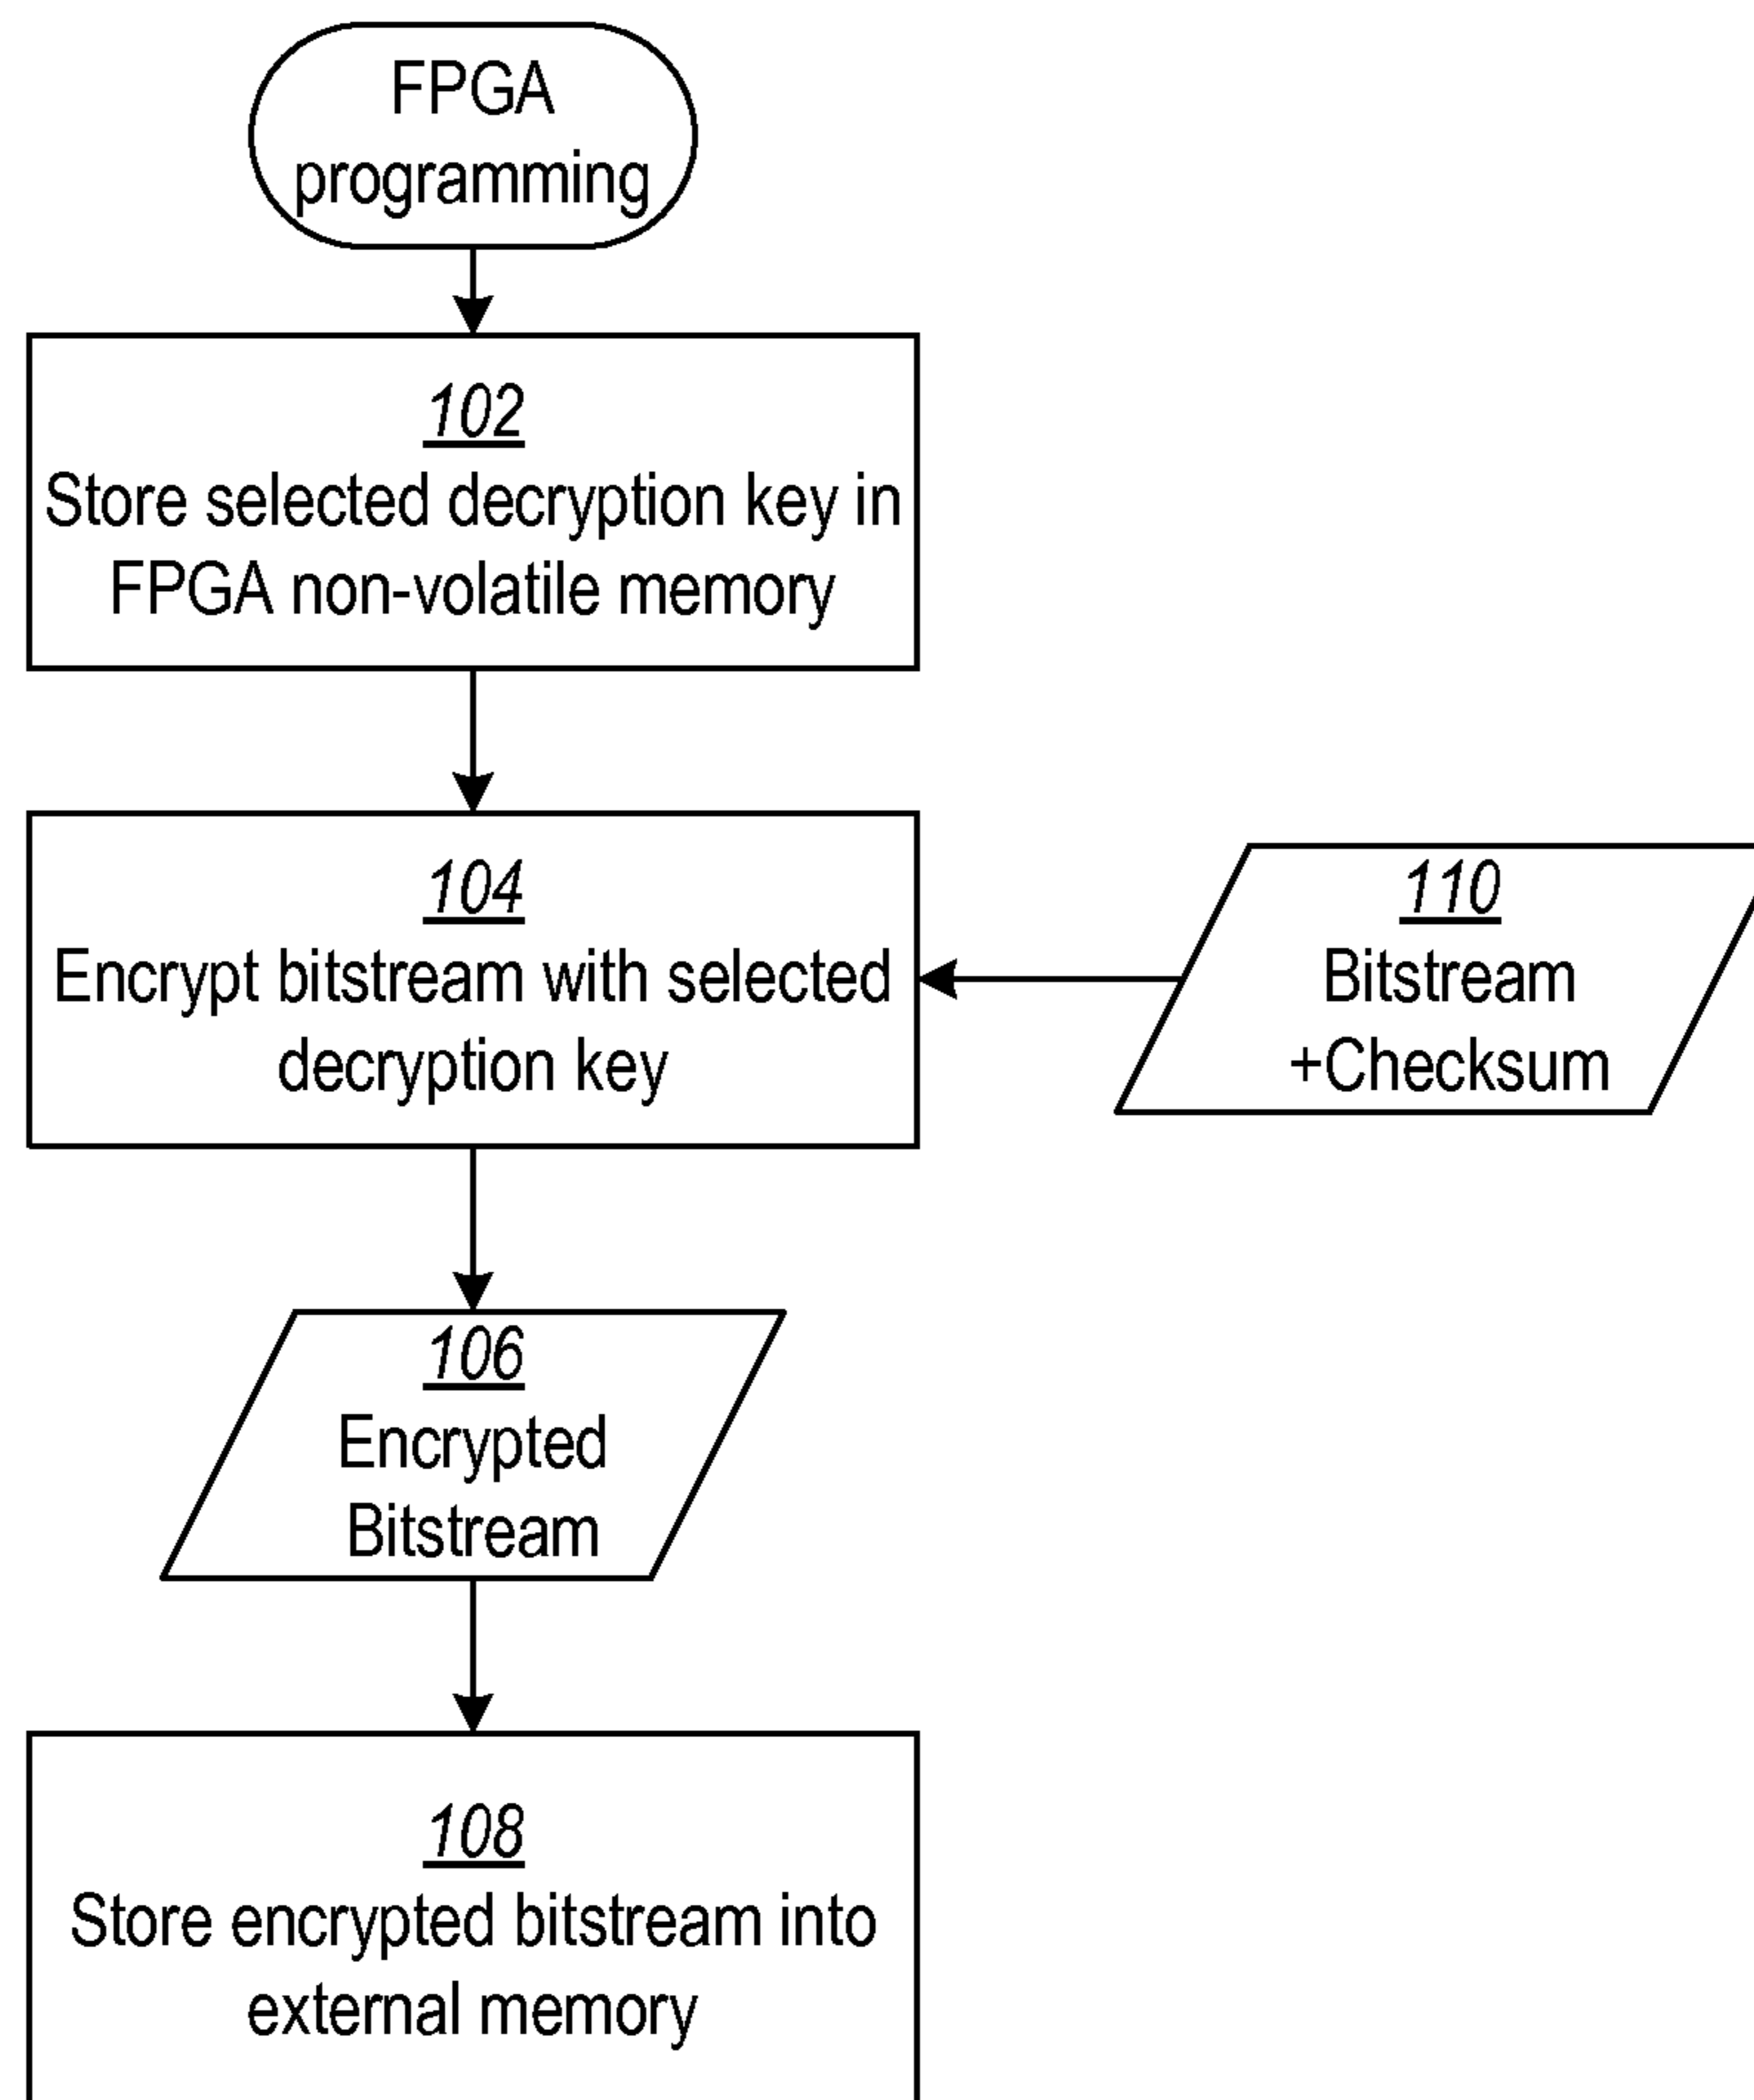 FPGA
programming
102
Store selected decryption key in
FPGA non-volatile memory
104
Encrypt bitstream with selected
decryption key
110
Bitstream
+Checksum
106
Encrypted
Bitstream
108
Store encrypted bitstream into
external memory